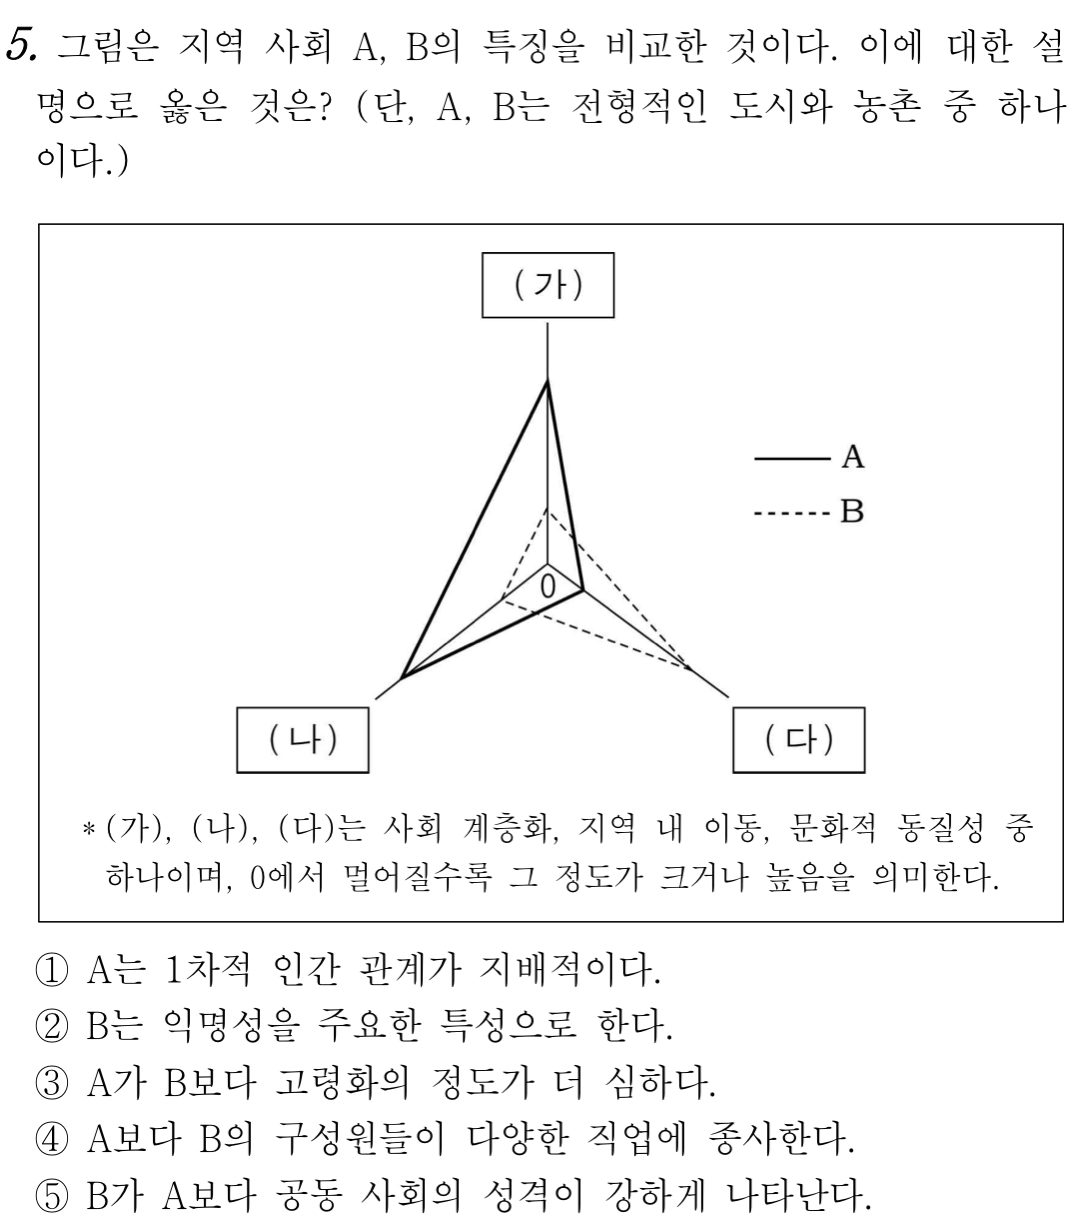 5. 그림은 지역 사회 A, B의 특징을 비교한 것이다. 이에 대한 설
명으로 옳은 것은? (단, A, B는 전형적인 도시와 농촌 중 하나
이다.)
(가)
A
B
0
(나)
(다)
* (가), (나), (다)는 사회 계층화, 지역 내 이동, 문화적 동질성 중
하나이며, 0에서 멀어질수록 그 정도가 크거나 높음을 의미한다.
① A는 1차적 인간 관계가 지배적이다.
② B는 익명성을 주요한 특성으로 한다.
③ A가 B보다 고령화의 정도가 더 심하다.
④ A보다 B의 구성원들이 다양한 직업에 종사한다.
⑤ B가 A보다 공동 사회의 성격이 강하게 나타난다.